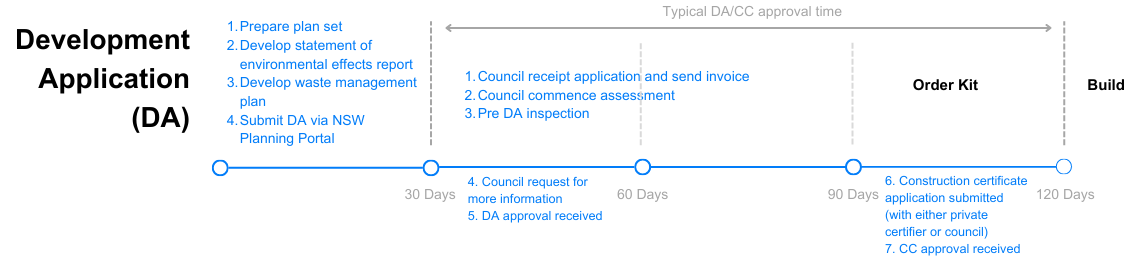 Development
Application
(DA)
1. Prepare plan set
2. Develop statement of
environmental effects report
3. Develop waste management
plan
4. Submit DA via NSW
Planning Portal
Typical DA/CC approval time
1. Council receipt application and send invoice
2. Council commence assessment
3. Pre DA inspection
Order Kit
Build
30 Days
4. Council request for
more information
5. DA approval received
60 Days
90 Days
6. Construction certificate
application submitted
(with either private
certifier or council)
7. CC approval received
120 Days